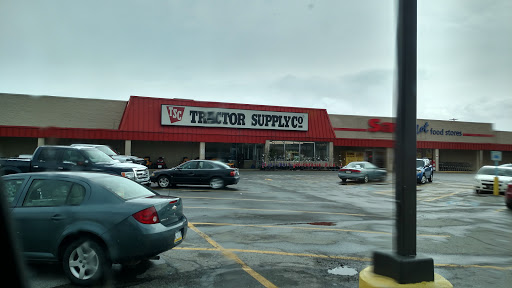 TSC TRACTOR SUPPLY CO
food stores